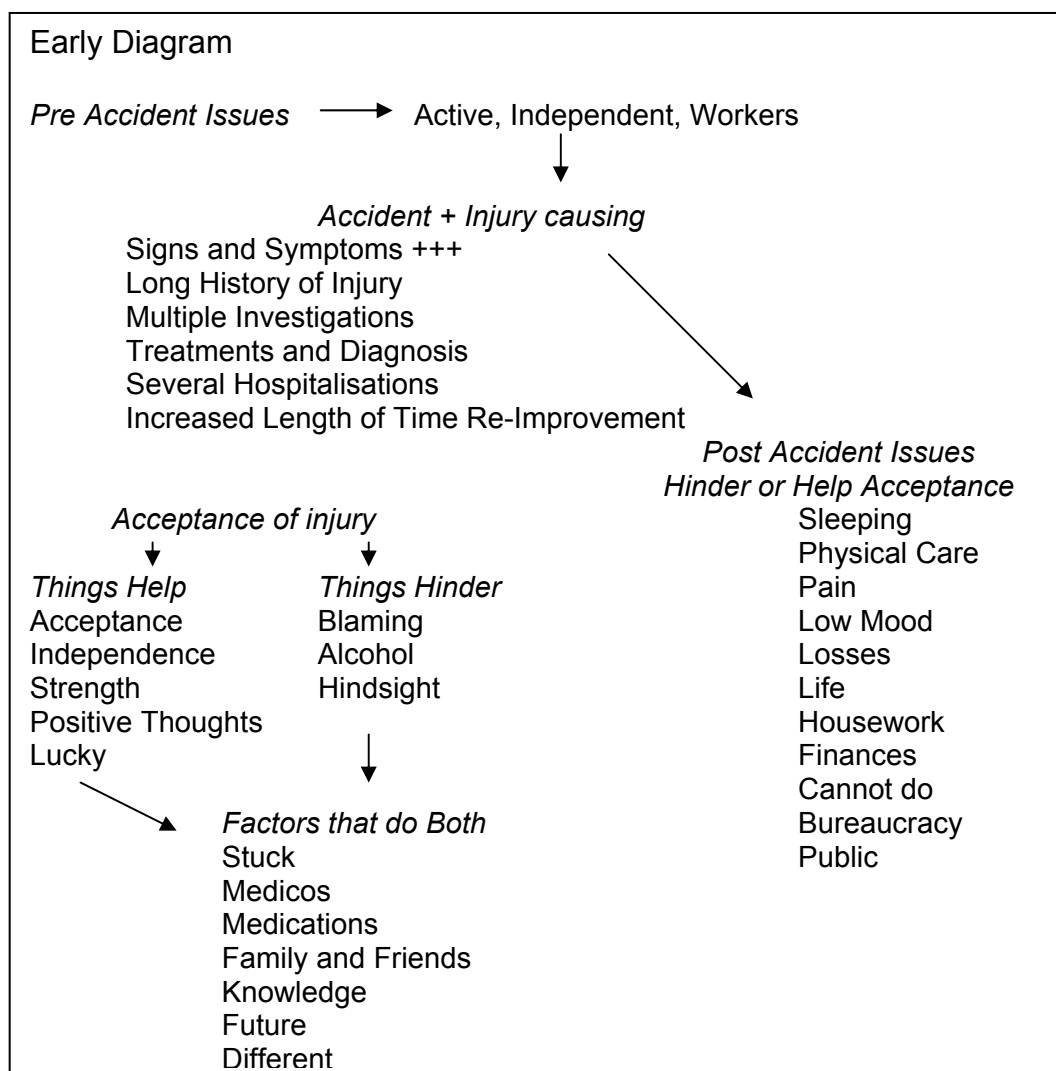 Early Diagram
Pre Accident Issues
Active, Independent, Workers
Accident + Injury causing
Signs and Symptoms +++
Long History of Injury
Multiple Investigations
Treatments and Diagnosis
Several Hospitalisations
Increased Length of Time Re-Improvement
Post Accident Issues
Hinder or Help Acceptance
Sleeping
Physical Care
Pain
Low Mood
Losses
Life
Housework
Finances
Cannot do
Bureaucracy
Public
Acceptance of injury
Things Help
Acceptance
Independence
Strength
Positive Thoughts
Lucky
Things Hinder
Blaming
Alcohol
Hindsight
Factors that do Both
Stuck
Medicos
Medications
Family and Friends
Knowledge
Future
Different